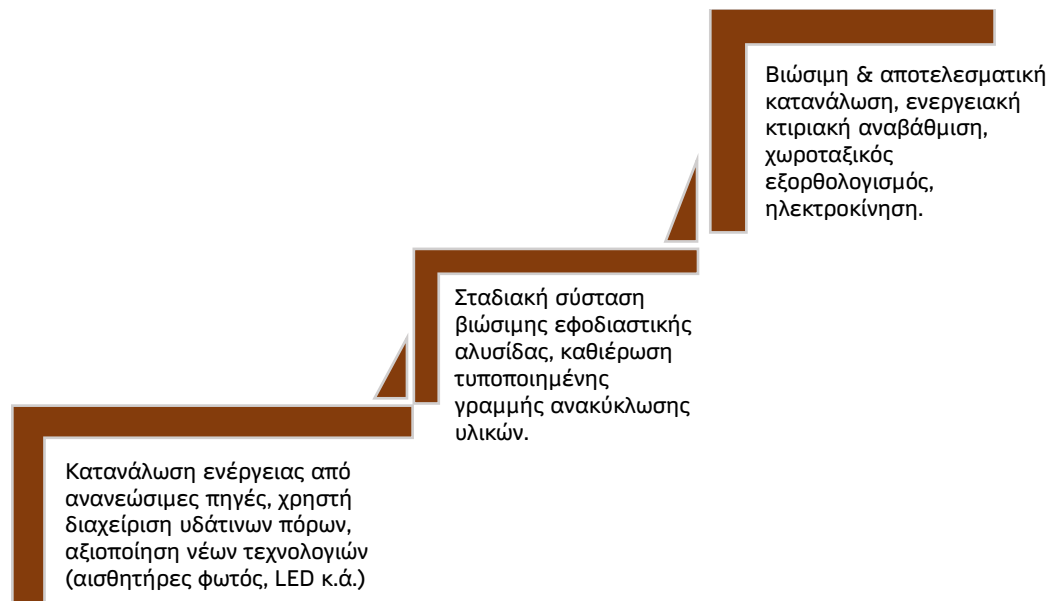 Βιώσιμη & αποτελεσματική
κατανάλωση, ενεργειακή
κτιριακή αναβάθμιση,
χωροταξικός
εξορθολογισμός,
ηλεκτροκίνηση.
Σταδιακή σύσταση
βιώσιμης εφοδιαστικής
αλυσίδας, καθιέρωση
τυποποιημένης
γραμμής ανακύκλωσης
υλικών.
Κατανάλωση ενέργειας από
ανανεώσιμες πηγές, χρηστή
διαχείριση υδάτινων πόρων,
αξιοποίηση νέων τεχνολογιών
(αισθητήρες φωτός, LED κ.ά.)